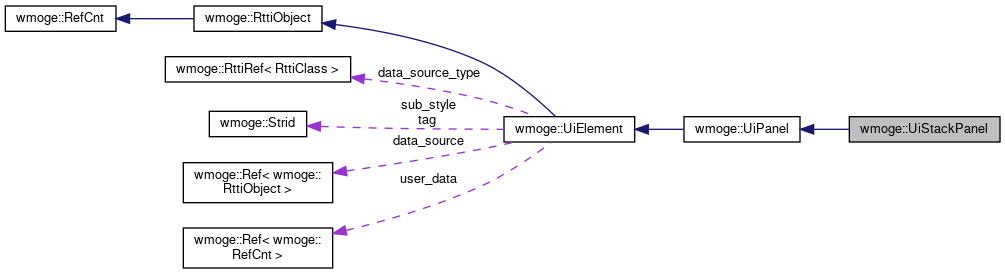 wmoge::RefCnt
wmoge::RttiObject
wmoge::RttiRef< RttiClass >
data_source_type
wmoge::Strid
sub_style
tag
wmoge::UiElement
wmoge::UiPanel
wmoge::UiStackPanel
data_source
wmoge::Ref< wmoge::
RttiObject >
user_data
wmoge::Ref< wmoge::
RefCnt >